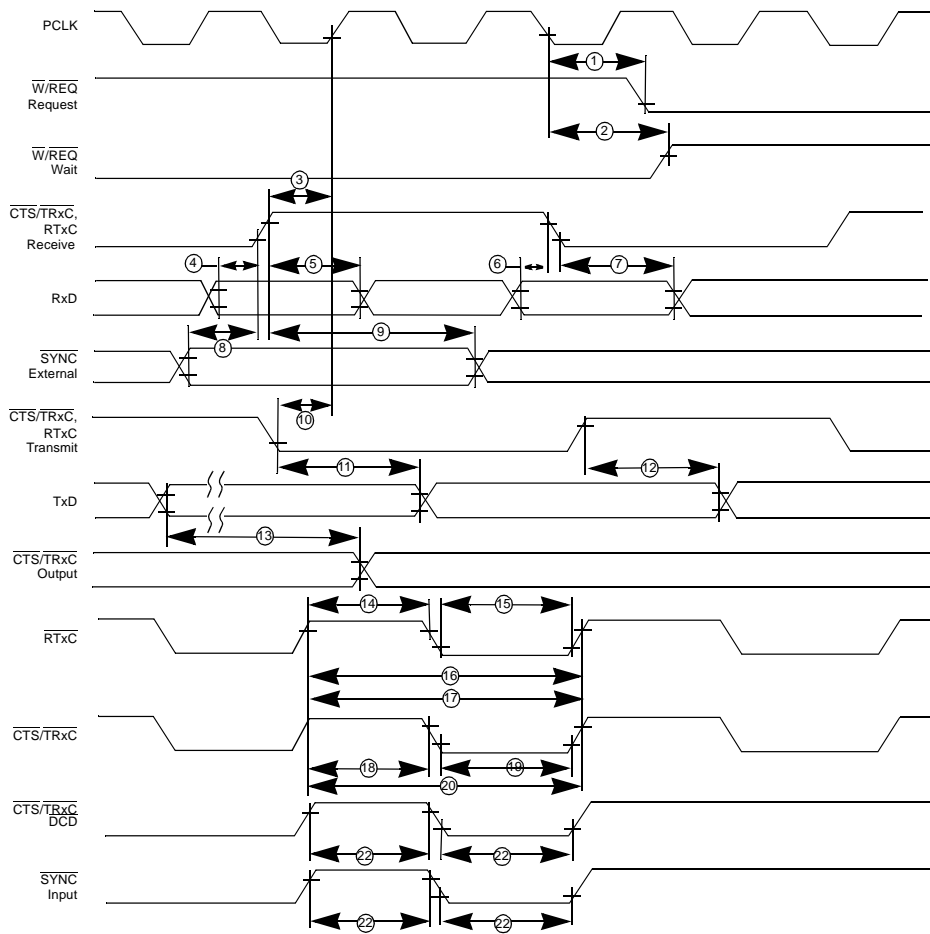 PCLK
1
W/REQ
Request
2
W/REQ
Wait
3
CTS/TRxC,
RTxC
Receive
4
5
6
7
RxD
8
9
SYNC
External
10
CTS/TRxC,
RTxC
Transmit
11
12
TxD
13
CTS/TRxC
Output
14
15
RTxC
16
17
CTS/TRxC
18
19
20
CTS/TRxC
DCD
22
22
SYNC
Input
22
22